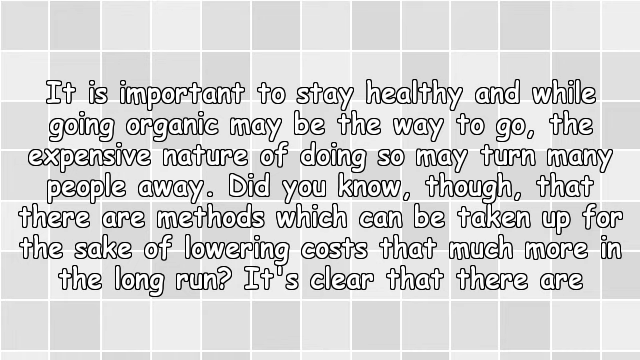 It is important to stay healthy and while
going organic may be the way to go, the
expensive nature of doing so may turn many
people away. Did you know, though, that
there are methods which can be taken up for
the sake of lowering costs that much more in
the long run? It's clear that there are